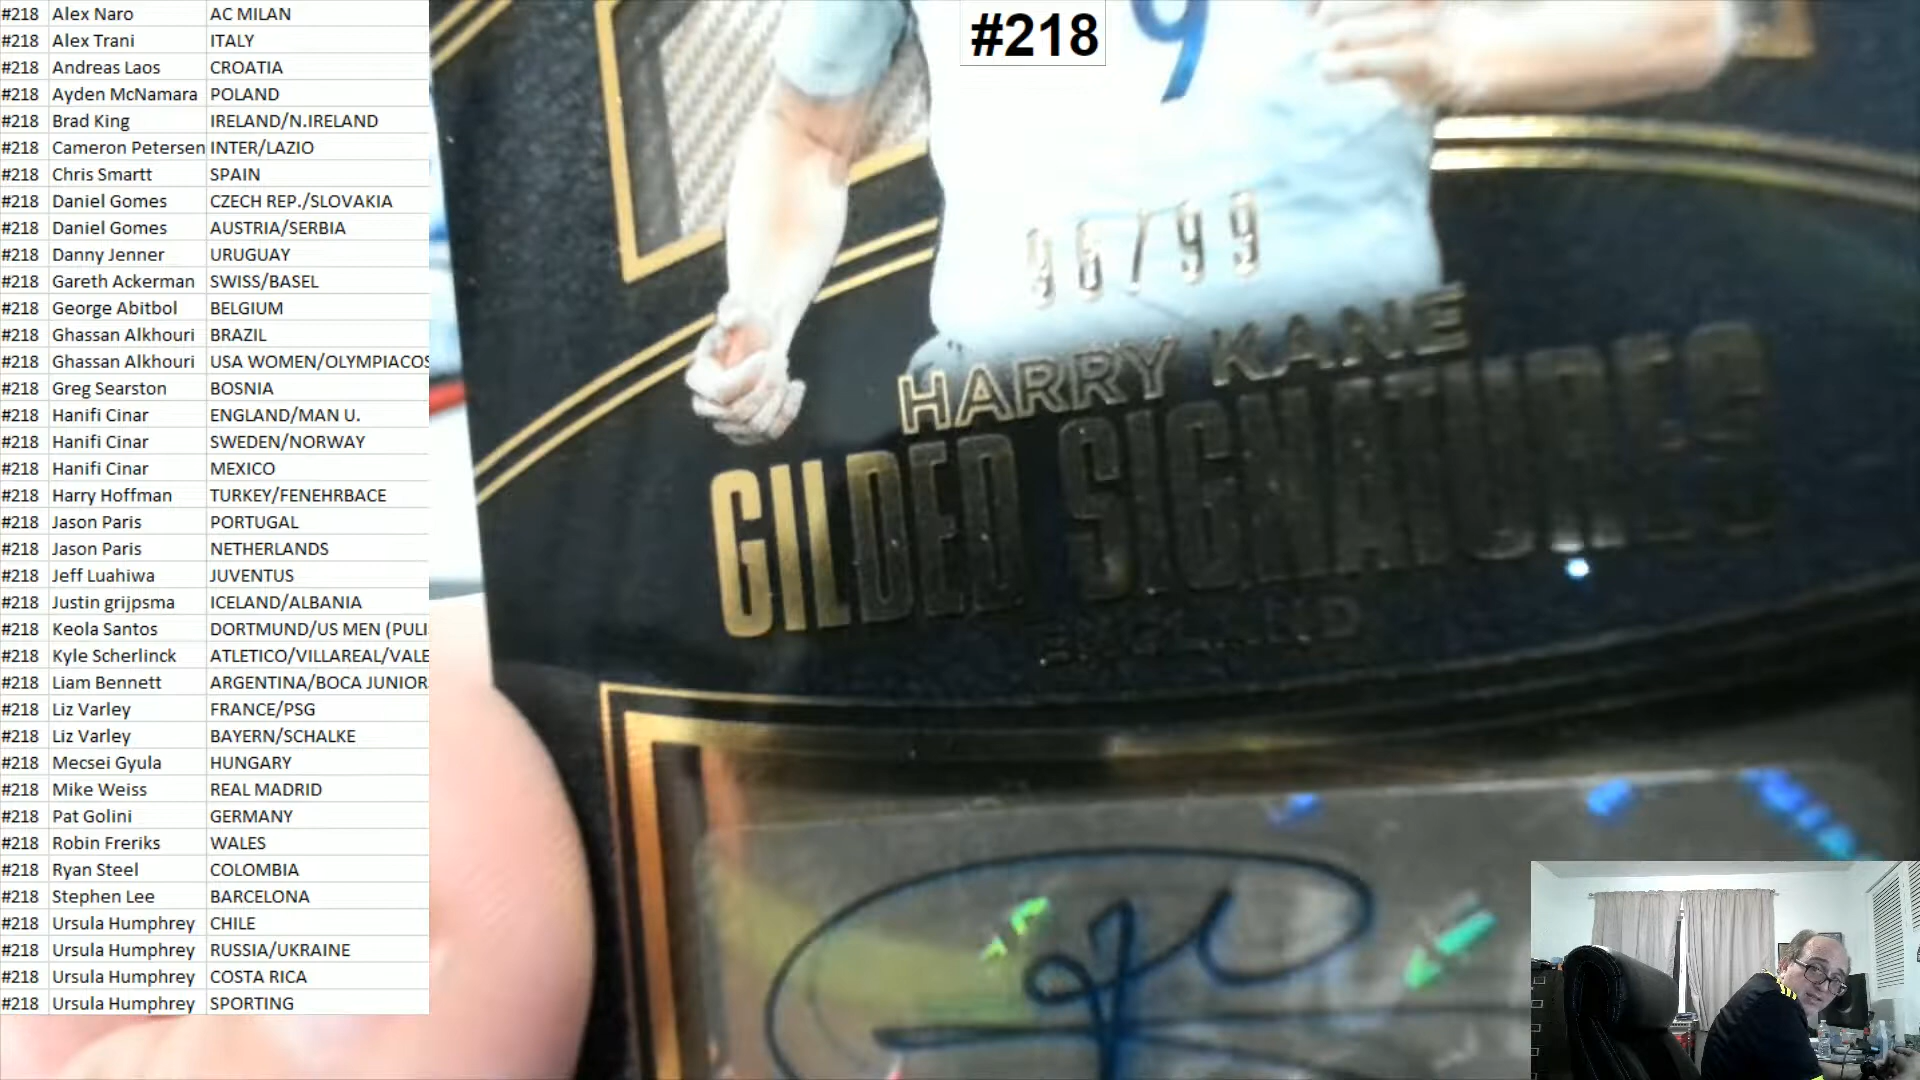 #218 Alex Naro AC MILAN
#218 Alex Trani ITALY
#218 Andreas Laos CROATIA
#218 Ayden McNamara POLAND
#218 Brad King IRELAND/N.IRELAND
#218 Cameron Petersen INTER/LAZIO
#218 Chris Smartt SPAIN
#218 Daniel Gomes CZECH REP./SLOVAKIA
#218 Daniel Gomes AUSTRIA/SERBIA
#218 Danny Jenner URUGUAY
#218 Gareth Ackerman SWISS/BASEL
#218 George Abitbol BELGIUM
#218 Ghassan Alkhouri BRAZIL
#218 Ghassan Alkhouri USA WOMEN/OLYMPIACOS
#218 Greg Searston BOSNIA
#218 Hanifi Cinar ENGLAND/MAN U.
#218 Hanifi Cinar SWEDEN/NORWAY
#218 Hanifi Cinar MEXICO
#218 Harry Hoffman TURKEY/FENEHRBACE
#218 Jason Paris PORTUGAL
#218 Jason Paris NETHERLANDS
#218 Jeff Luahiwa JUVENTUS
#218 Justin grijpsma ICELAND/ALBANIA
#218 Keola Santos DORTMUND/US MEN (PULI
#218 Kyle Scherlinck ATLETICO/VILLAREAL/VALE
#218 Liam Bennett ARGENTINA/BOCA JUNIOR
#218 Liz Varley FRANCE/PSG
#218 Liz Varley BAYERN/SCHALKE
#218 Mecsei Gyula HUNGARY
#218 Mike Weiss REAL MADRID
#218 Pat Golini GERMANY
#218 Robin Freriks WALES
#218 Ryan Steel COLOMBIA
#218 Stephen Lee BARCELONA
#218 Ursula Humphrey CHILE
#218 Ursula Humphrey RUSSIA/UKRAINE
#218 Ursula Humphrey COSTA RICA
#218 Ursula Humphrey SPORTING
#218
9
96/99
HARRY KANE
GILDED SIGNATURES
ENGLAND